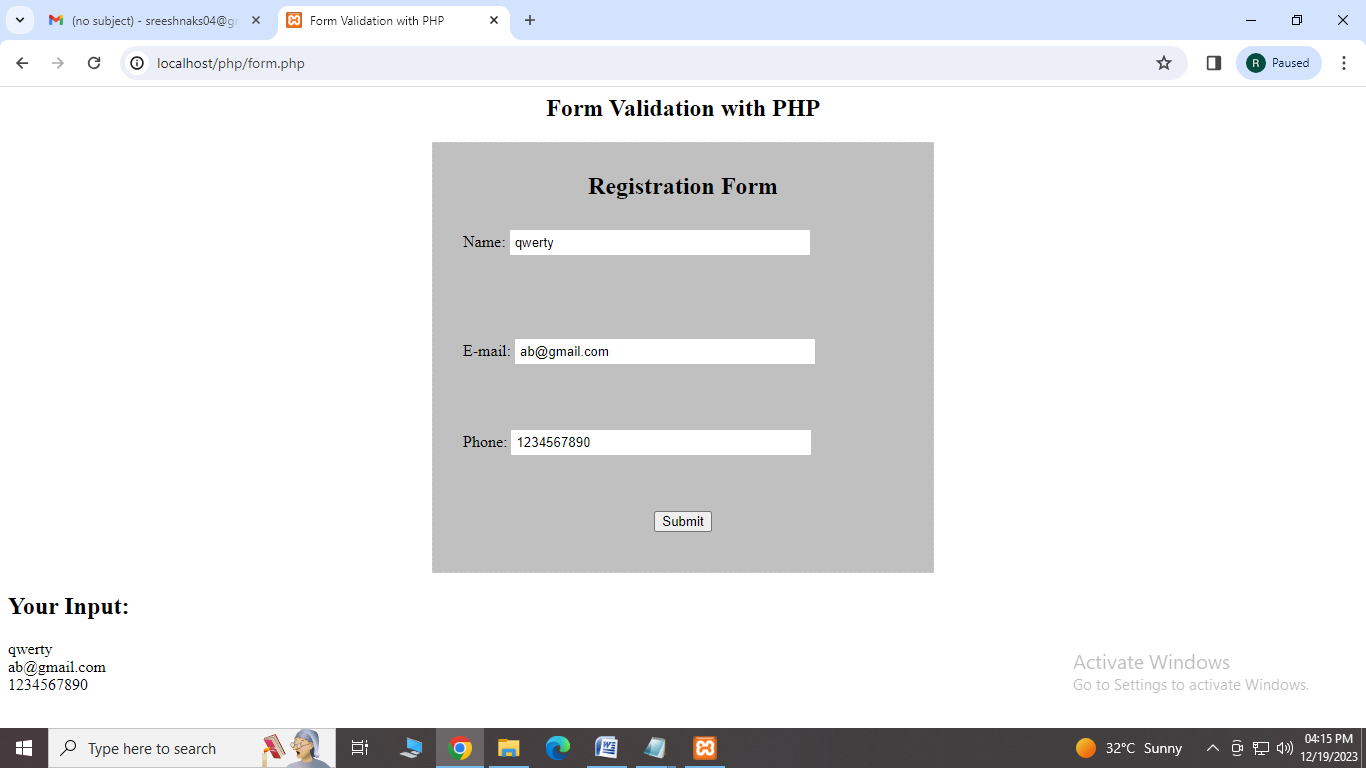 (no subject) - sreeshnaks04@g
Form Validation with PHP
localhost/php/form.php
R Paused
Form Validation with PHP
Registration Form
Name: qwerty
E-mail: ab@gmail.com
Phone: 1234567890
Submit
Your Input:
qwerty
ab@gmail.com
1234567890
Activate Windows
Go to Settings to activate Windows.
Type here to search
32°C Sunny
04:15 PM
12/19/2023